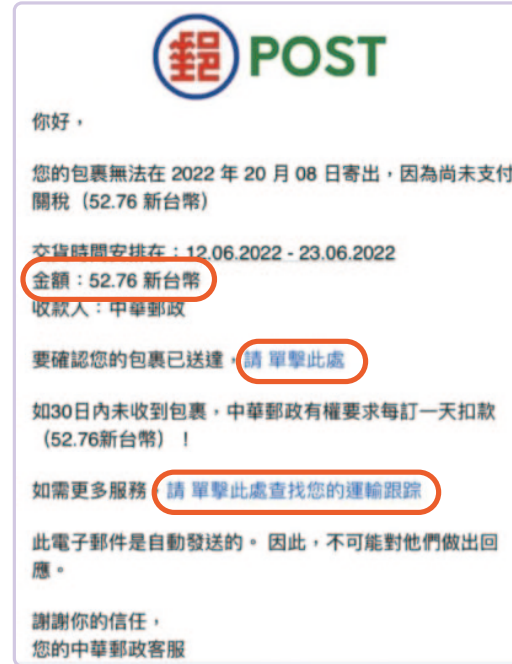 郵 POST
你好，
您的包裹無法在 2022 年 20 月 08 日寄出，因為尚未支付
關稅（52.76 新台幣）
交貨時間安排在：12.06.2022 - 23.06.2022
金額：52.76 新台幣
收款人：中華郵政
要確認您的包裹已送達，請 單擊此處
如30日內未收到包裹，中華郵政有權要求每訂一天扣款
（52.76新台幣）！
如需更多服務，請 單擊此處查找您的運輸跟踪
此電子郵件是自動發送的。 因此，不可能對他們做出回
應。
謝謝你的信任，
您的中華郵政客服